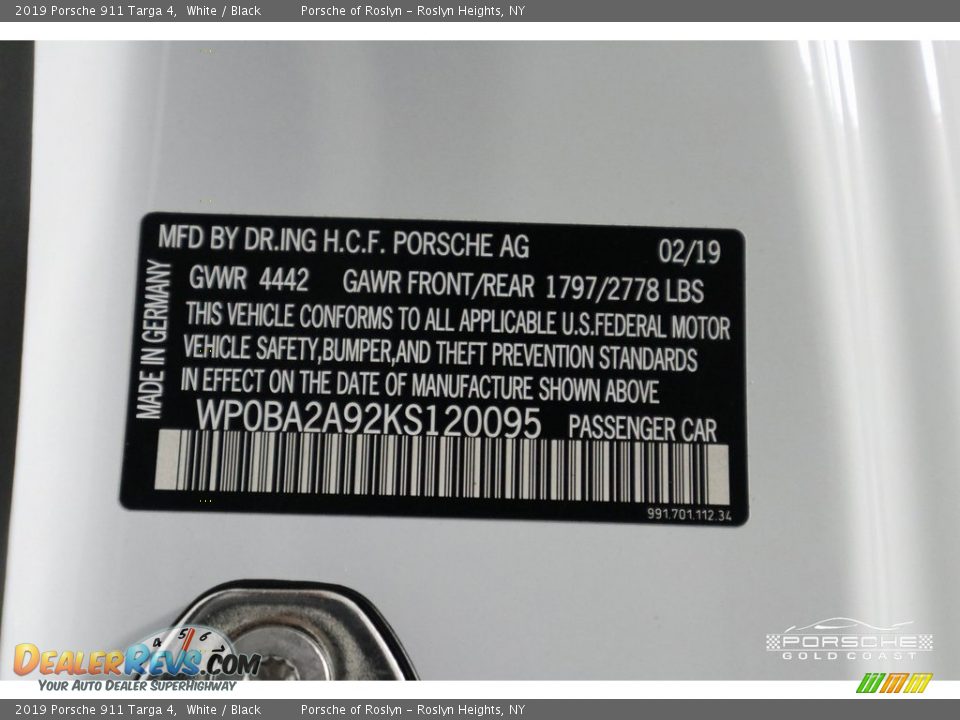 2019 Porsche 911 Targa 4, White / Black Porsche of Roslyn - Roslyn Heights, NY
MFD BY DR.ING H.C.F. PORSCHE AG 02/19
GVWR 4442 GAWR FRONT/REAR 1797/2778 LBS
THIS VEHICLE CONFORMS TO ALL APPLICABLE U.S.FEDERAL MOTOR
VEHICLE SAFETY,BUMPER,AND THEFT PREVENTION STANDARDS
IN EFFECT ON THE DATE OF MANUFACTURE SHOWN ABOVE
WP0BA2A92KS120095 PASSENGER CAR
991.701.112.34
MADE IN GERMANY
4 5 6 7
DEALERREVS.COM
YOUR AUTO DEALER SUPERHIGHWAY
PORSCHE
GOLD COAST
2019 Porsche 911 Targa 4, White / Black Porsche of Roslyn - Roslyn Heights, NY